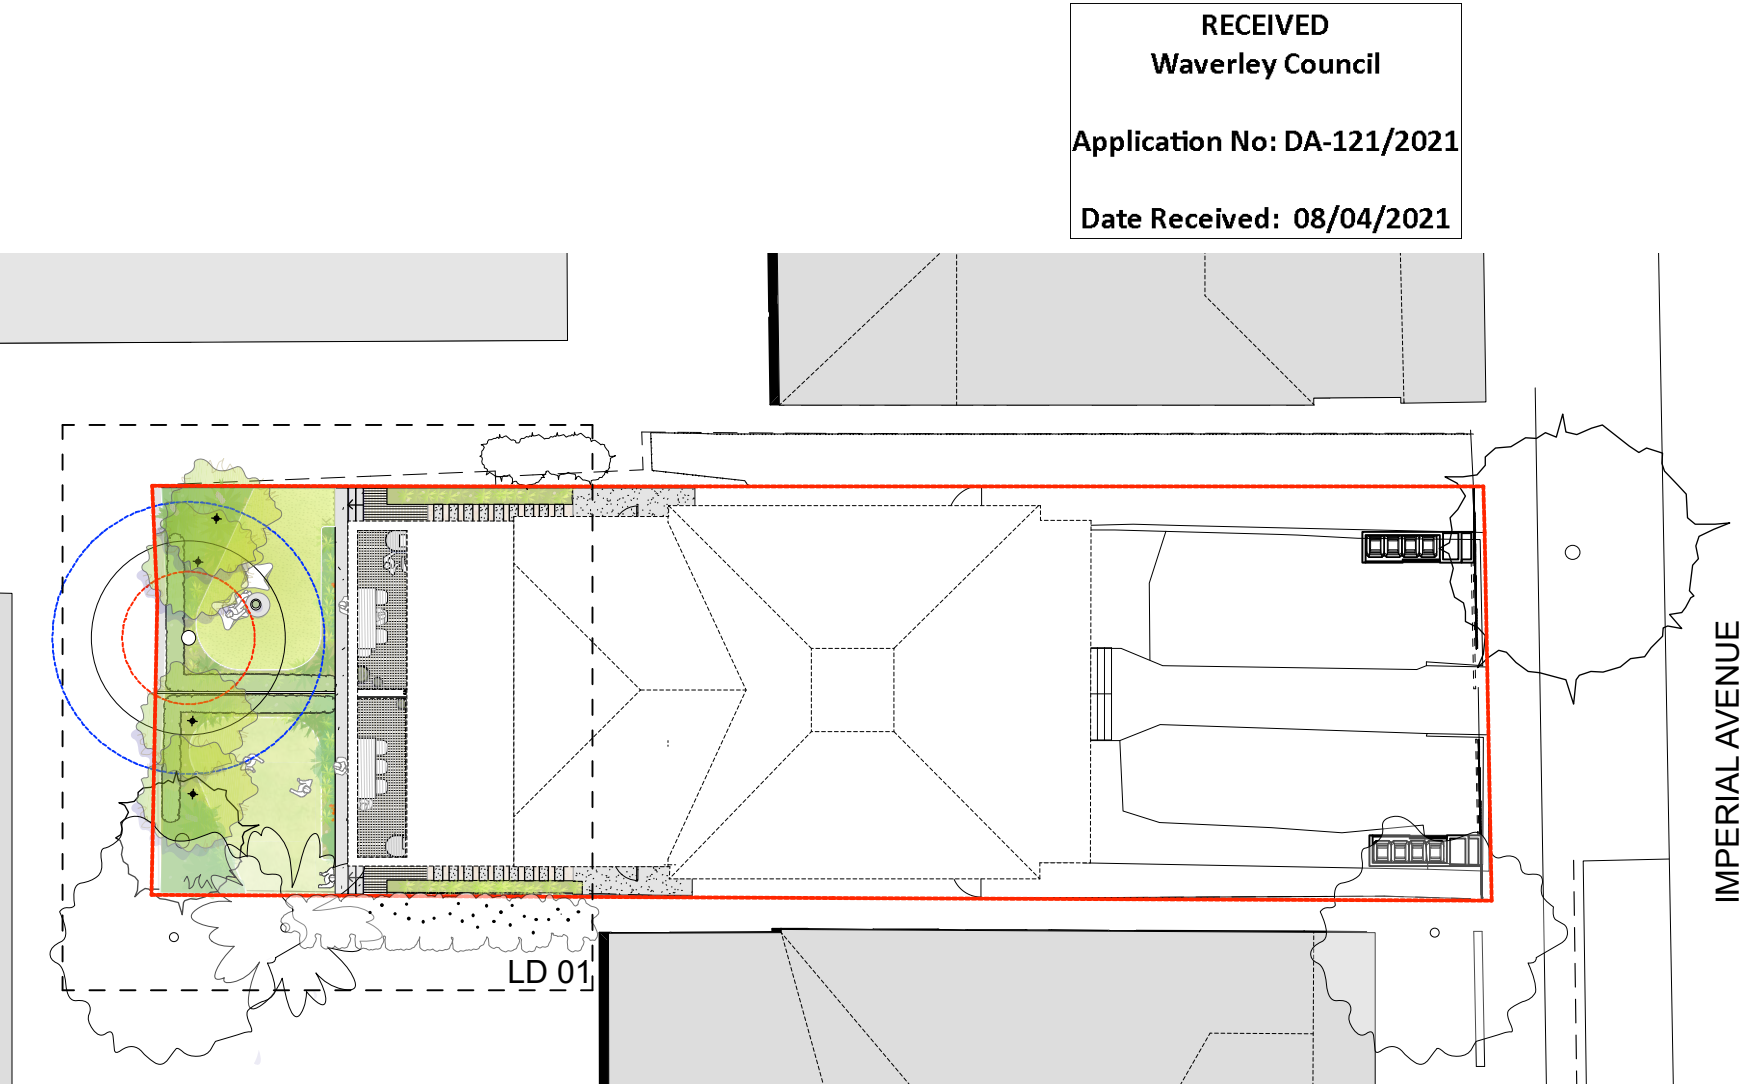 RECEIVED
Waverley Council
Application No: DA-121/2021
Date Received: 08/04/2021
IMPERIAL AVENUE
LD 01